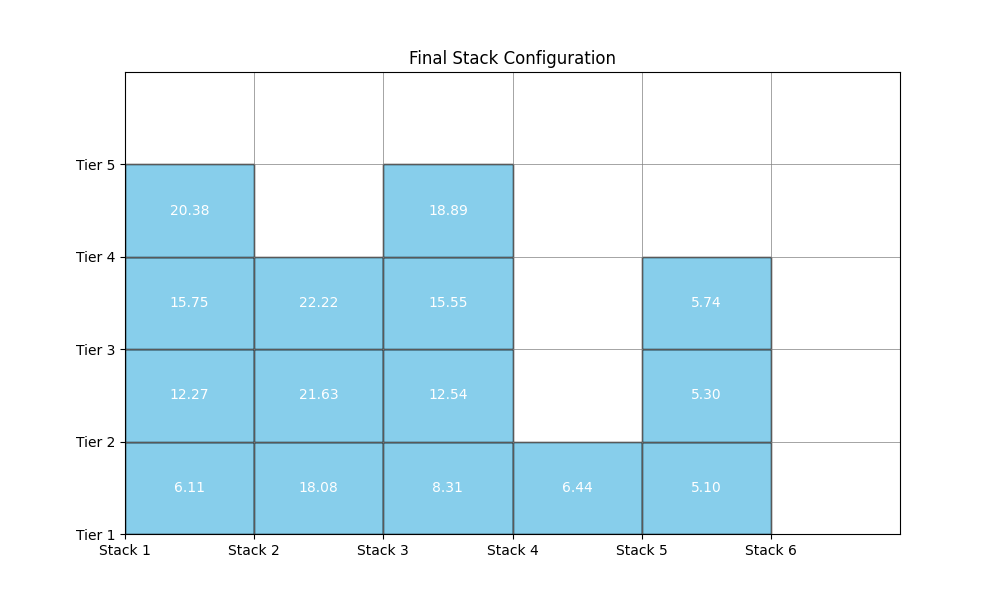 Final Stack Configuration
Tier 5
20.38 18.89
Tier 4
15.75 22.22 15.55 5.74
Tier 3
12.27 21.63 12.54 5.30
Tier 2
6.11 18.08 8.31 6.44 5.10
Tier 1
Stack 1 Stack 2 Stack 3 Stack 4 Stack 5 Stack 6